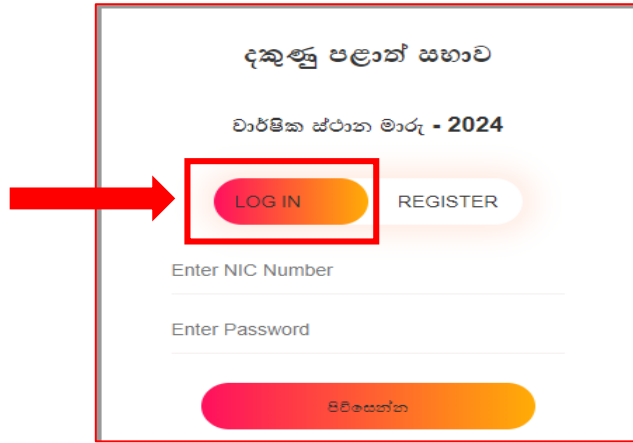 දකුණු පළාත් සභාව
වාර්ෂික ස්ථාන මාරු - 2024
LOG IN REGISTER
Enter NIC Number
Enter Password
පිවිසෙන්න